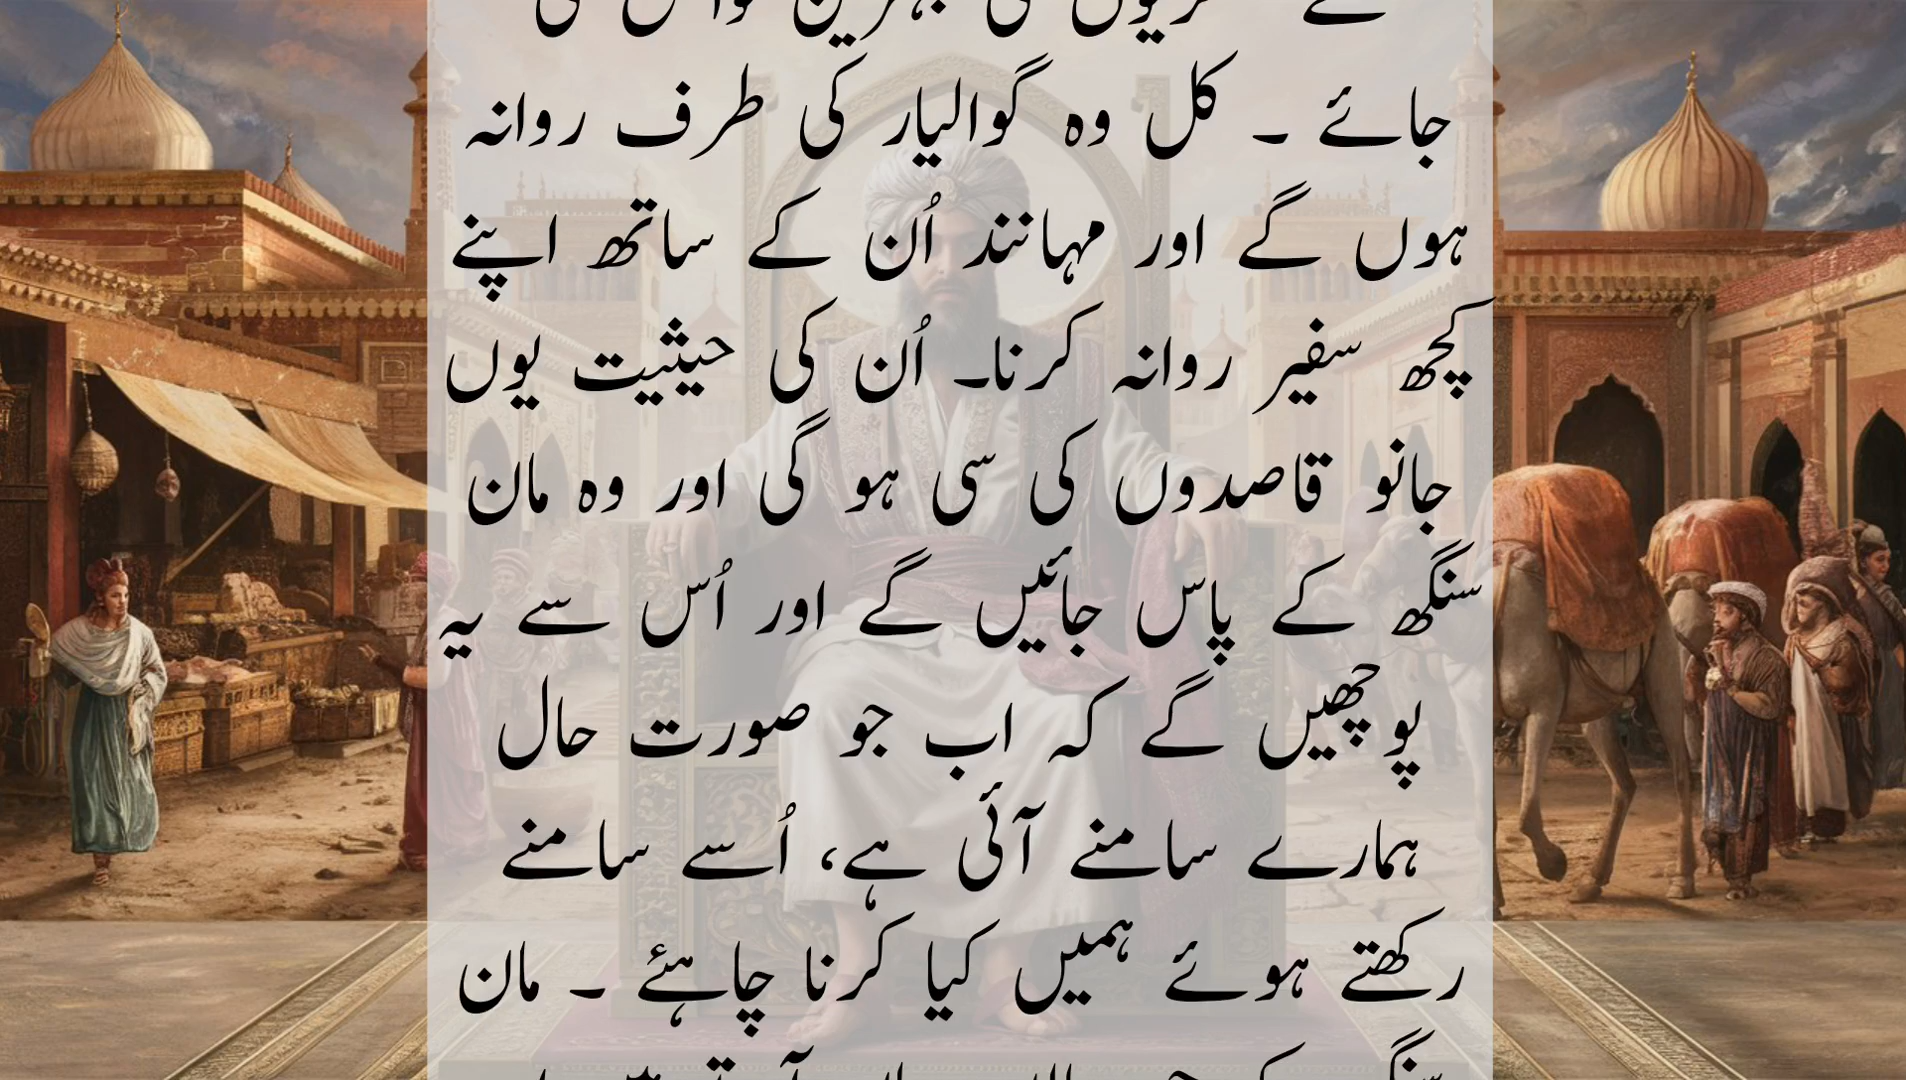 جائے ۔ کل وہ گوالیار کی طرف روانہ
ہوں گے اور مہانند اُن کے ساتھ اپنے
کچھ سفیر روانہ کرنا۔ اُن کی حیثیت یوں
جانو قاصدوں کی سی ہو گی اور وہ مان
سنگھ کے پاس جائیں گے اور اُس سے یہ
پوچھیں گے کہ اب جو صورت حال
ہمارے سامنے آئی ہے، اُسے سامنے
رکھتے ہوئے ہمیں کیا کرنا چاہئے ۔ مان